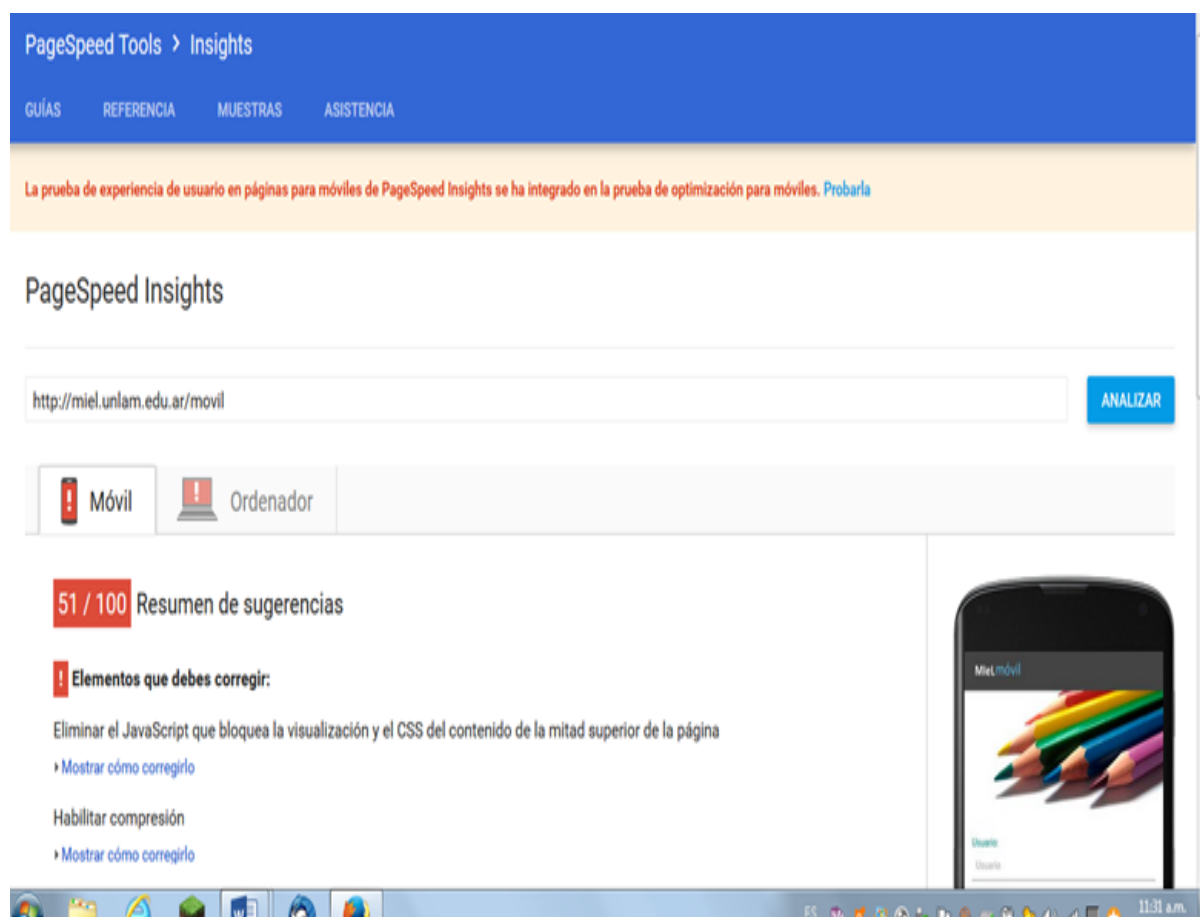 PageSpeed Tools > Insights
GUÍAS REFERENCIA MUESTRAS ASISTENCIA
La prueba de experiencia de usuario en páginas para móviles de PageSpeed Insights se ha integrado en la prueba de optimización para móviles. Probarla
PageSpeed Insights
http://miel.unlam.edu.ar/movil
ANALIZAR
Móvil Ordenador
51 / 100 Resumen de sugerencias
Elementos que debes corregir:
Eliminar el JavaScript que bloquea la visualización y el CSS del contenido de la mitad superior de la página
Mostrar cómo corregirlo
Habilitar compresión
Mostrar cómo corregirlo
MIeLmóvil
Usuario:
Usuario
ES
11:31 a.m.